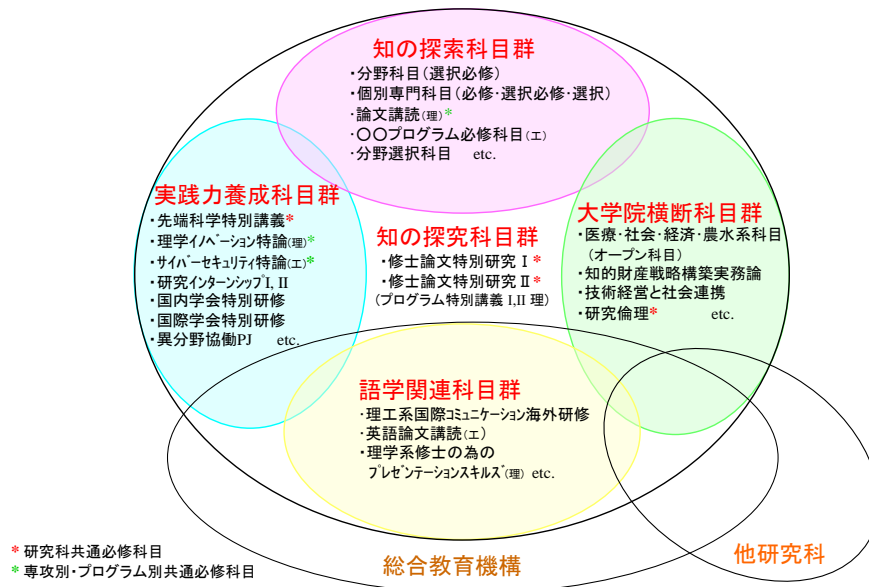 知の探索科目群
・分野科目(選択必修)
・個別専門科目(必修・選択必修・選択)
・論文講読(理)*
・〇〇プログラム必修科目(工)
・分野選択科目 etc.
実践力養成科目群
・先端科学特別講義*
・理学イノベーション特論(理)*
・サイバーセキュリティ特論(工)*
・研究インターンシップI, II
・国内学会特別研修
・国際学会特別研修
・異分野協働PJ etc.
知の探究科目群
・修士論文特別研究Ⅰ*
・修士論文特別研究Ⅱ*
(プログラム特別講義 I,II 理)
大学院横断科目群
・医療・社会・経済・農水系科目
(オープン科目)
・知的財産戦略構築実務論
・技術経営と社会連携
・研究倫理* etc.
語学関連科目群
・理工系国際コミュニケーション海外研修
・英語論文講読(工)
・理学系修士の為の
プレゼンテーションスキルズ(理) etc.
* 研究科共通必修科目
* 専攻別・プログラム別共通必修科目
総合教育機構
他研究科